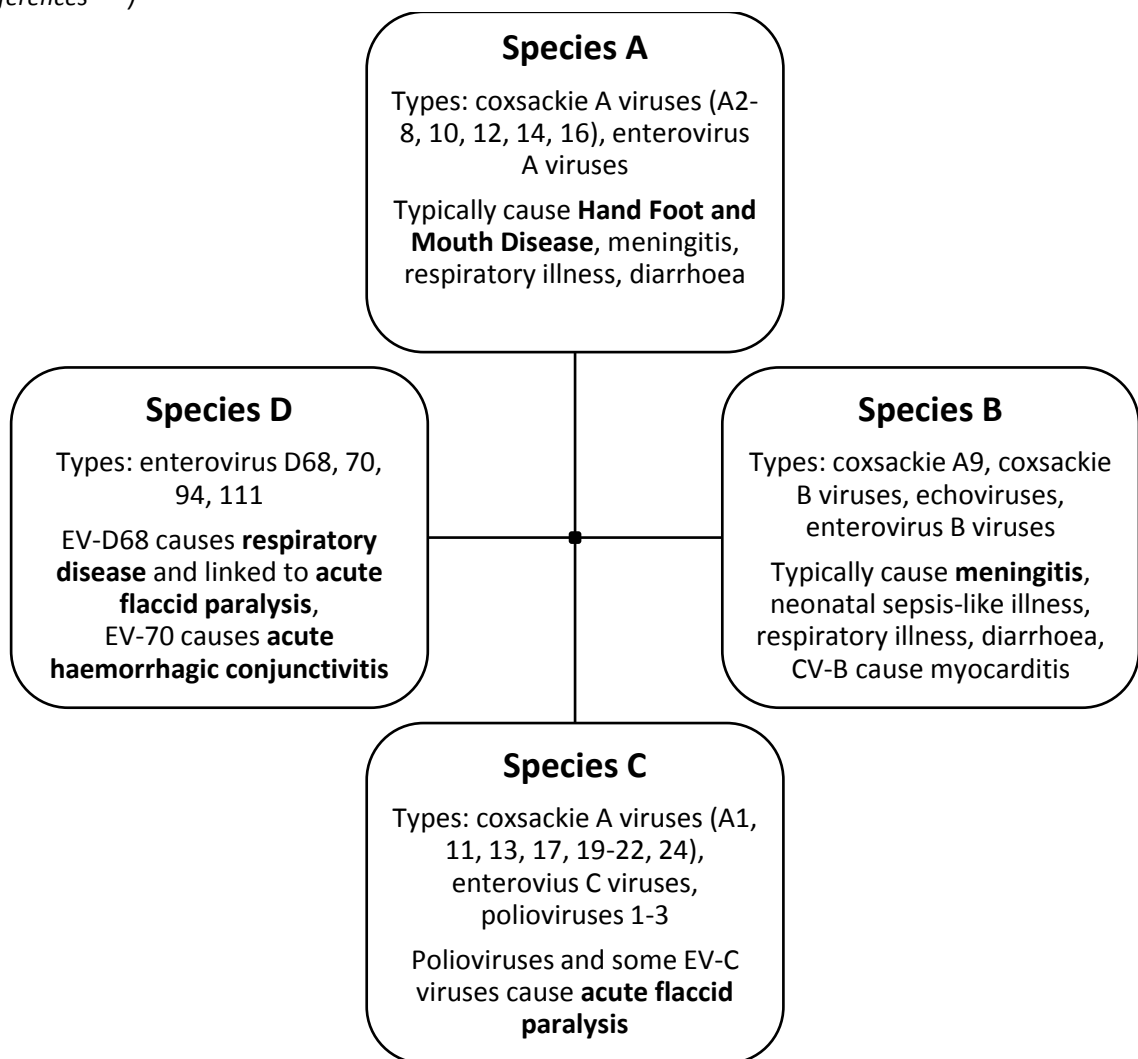 Species A
Types: coxsackie A viruses (A2-
8, 10, 12, 14, 16), enterovirus
A viruses
Typically cause Hand Foot and
Mouth Disease, meningitis,
respiratory illness, diarrhoea
Species D
Types: enterovirus D68, 70,
94, 111
EV-D68 causes respiratory
disease and linked to acute
flaccid paralysis,
EV-70 causes acute
haemorrhagic conjunctivitis
Species B
Types: coxsackie A9, coxsackie
B viruses, echoviruses,
enterovirus B viruses
Typically cause meningitis,
neonatal sepsis-like illness,
respiratory illness, diarrhoea,
CV-B cause myocarditis
Species C
Types: coxsackie A viruses (A1,
11, 13, 17, 19-22, 24),
enterovius C viruses,
polioviruses 1-3
Polioviruses and some EV-C
viruses cause acute flaccid
paralysis